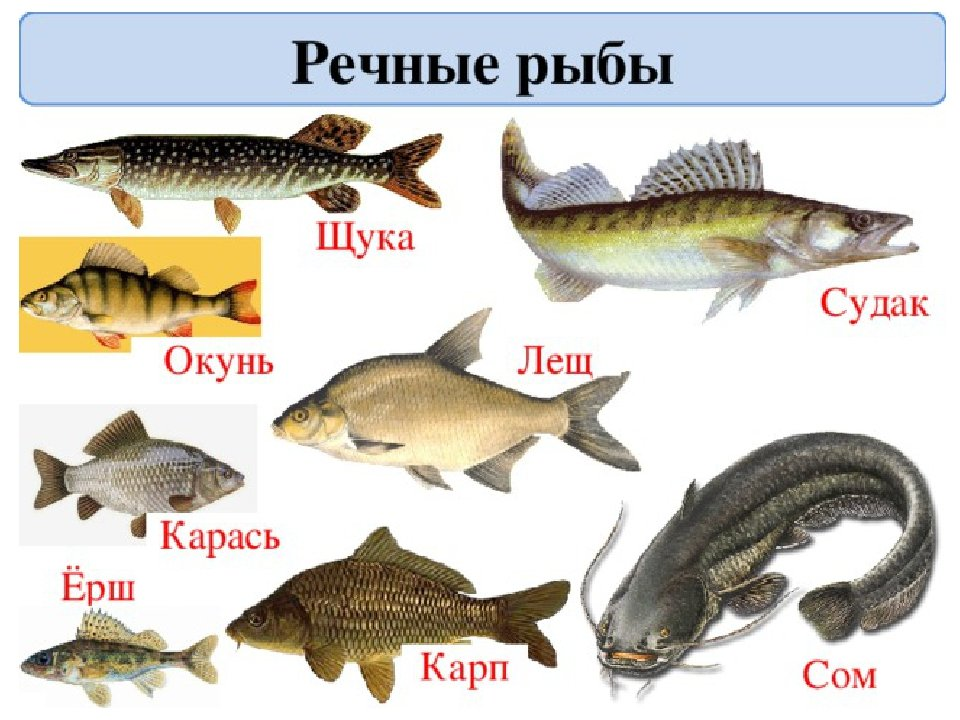 Речные рыбы
Щука
Судак
Окунь
Лещ
Карась
Ёрш
Карп
Сом